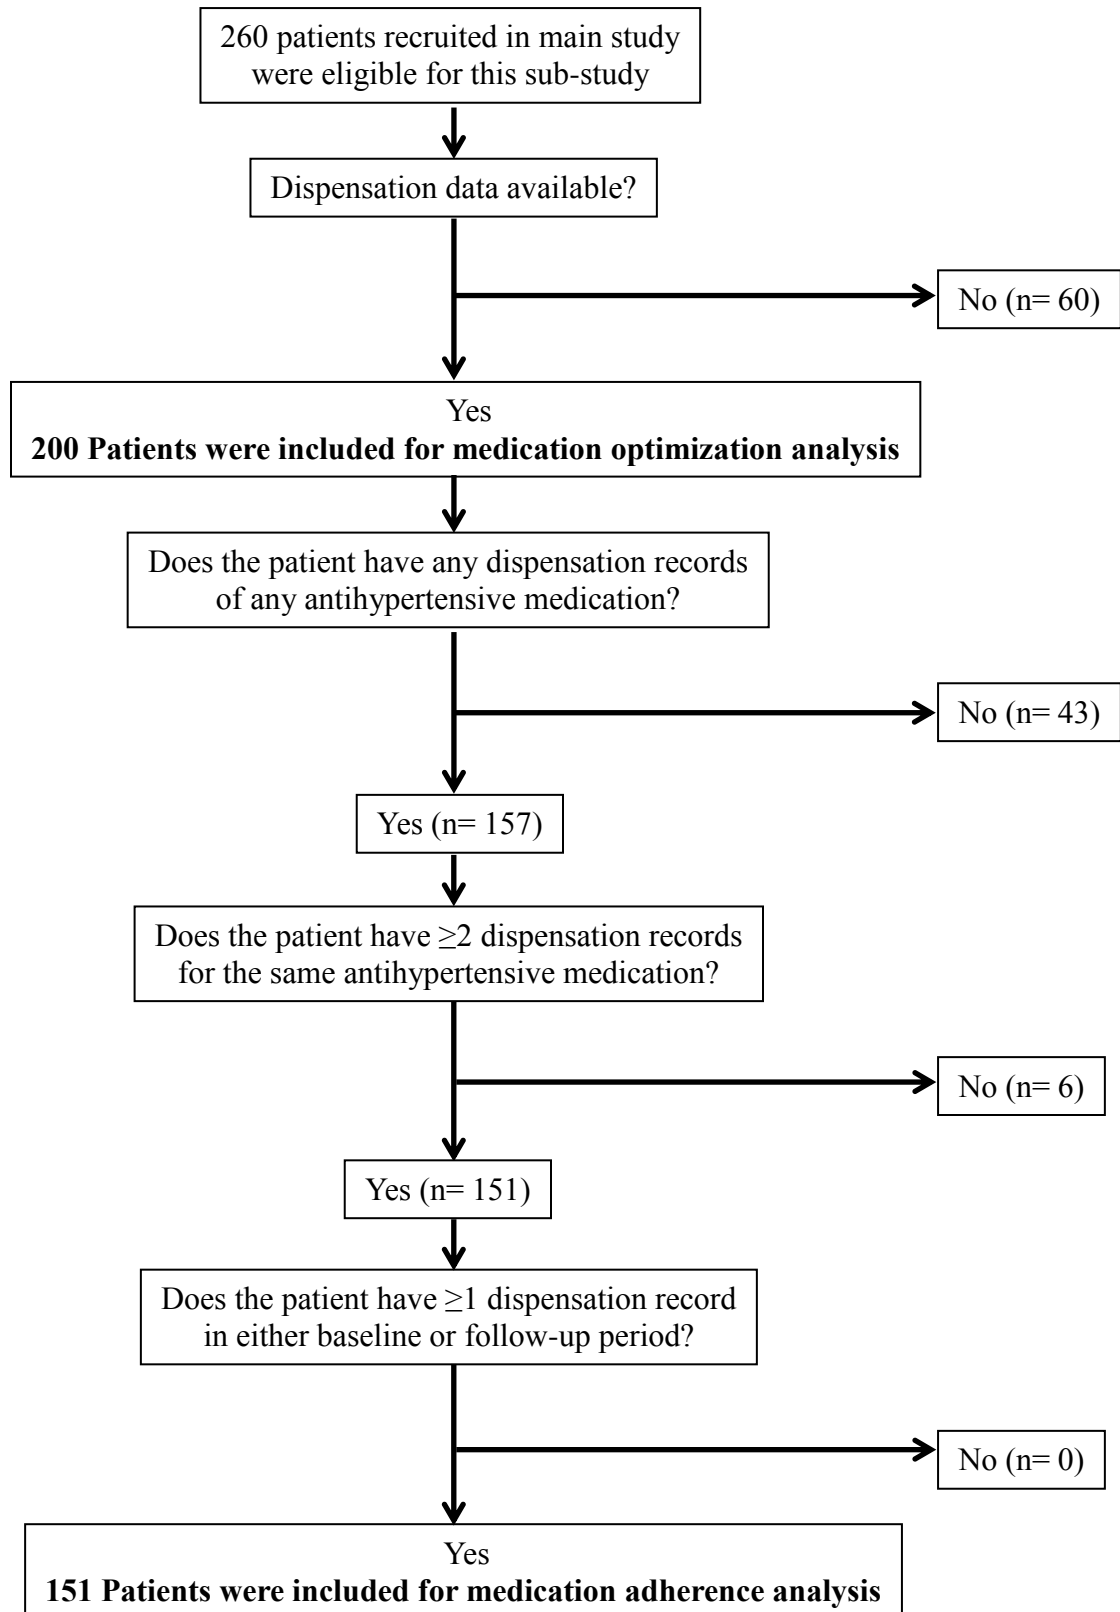 260 patients recruited in main study
were eligible for this sub-study
Dispensation data available?
No (n= 60)
Yes
200 Patients were included for medication optimization analysis
Does the patient have any dispensation records
of any antihypertensive medication?
No (n= 43)
Yes (n= 157)
Does the patient have ≥2 dispensation records
for the same antihypertensive medication?
No (n= 6)
Yes (n= 151)
Does the patient have ≥1 dispensation record
in either baseline or follow-up period?
No (n= 0)
Yes
151 Patients were included for medication adherence analysis